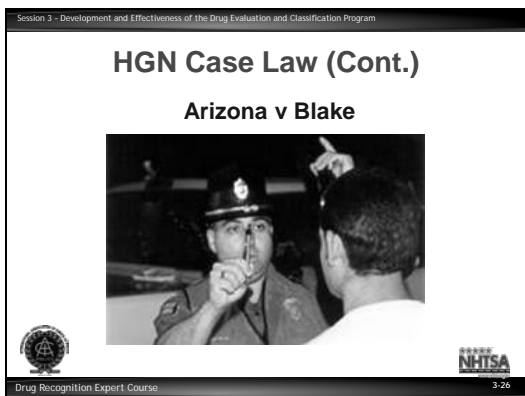 Session 3 - Development and Effectiveness of the Drug Evaluation and Classification Program
HGN Case Law (Cont.)
Arizona v Blake
NHTSA
Drug Recognition Expert Course
3-26